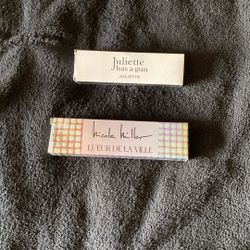 Juliette
has a gun
JULIETTE
nicole miller
LUEUR DE LA VILLE